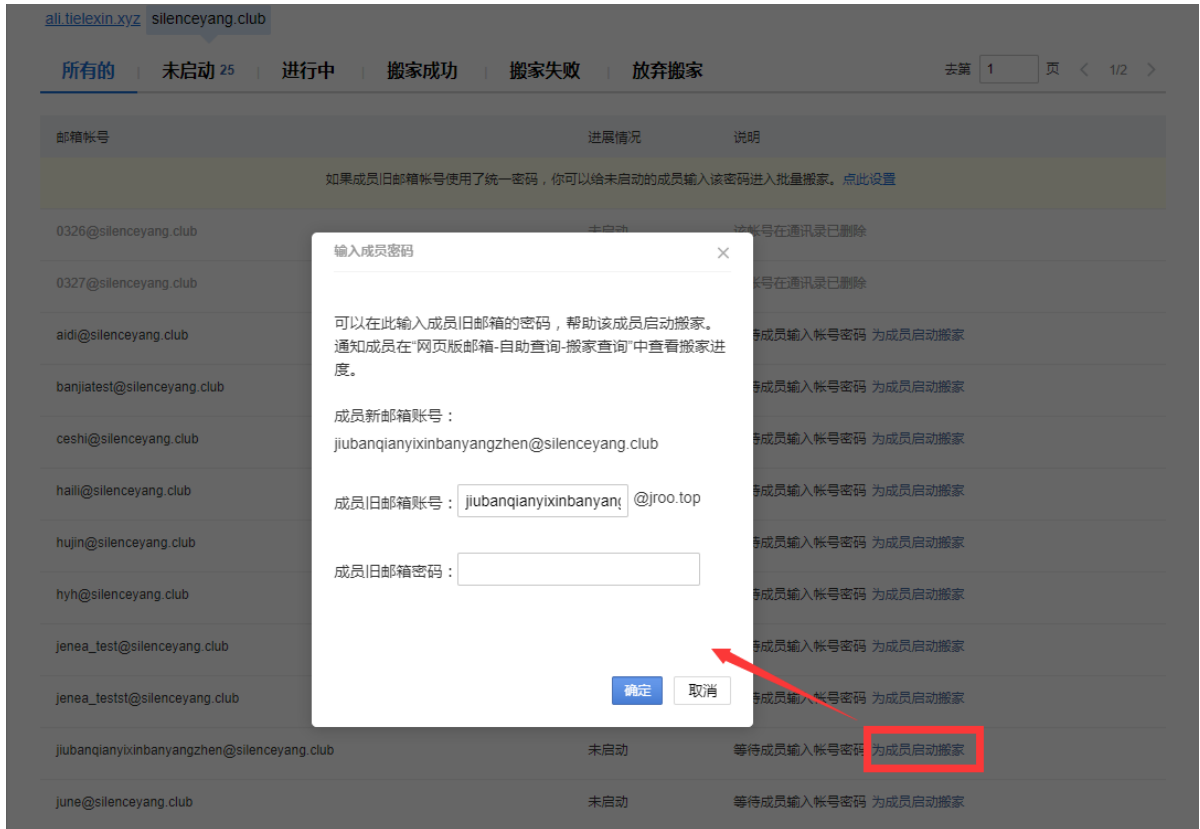 ali.tielexin.xyz silenceyang.club
所有的 未启动 25 进行中 搬家成功 搬家失败 放弃搬家 去第 1 页 < 1/2 >
邮箱帐号 进展情况 说明
如果成员旧邮箱帐号使用了统一密码，你可以给未启动的成员输入该密码进入批量搬家。点此设置
0326@silenceyang.club 未启动 该帐号在通讯录已删除
0327@silenceyang.club 帐号在通讯录已删除
aidi@silenceyang.club 待成员输入帐号密码 为成员启动搬家
banjiatest@silenceyang.club 待成员输入帐号密码 为成员启动搬家
ceshi@silenceyang.club 待成员输入帐号密码 为成员启动搬家
haili@silenceyang.club 待成员输入帐号密码 为成员启动搬家
hujin@silenceyang.club 待成员输入帐号密码 为成员启动搬家
hyh@silenceyang.club 待成员输入帐号密码 为成员启动搬家
jenea_test@silenceyang.club 待成员输入帐号密码 为成员启动搬家
jenea_testst@silenceyang.club 待成员输入帐号密码 为成员启动搬家
jiubanqianyixinbanyangzhen@silenceyang.club 未启动 等待成员输入帐号密码 为成员启动搬家
june@silenceyang.club 未启动 等待成员输入帐号密码 为成员启动搬家
输入成员密码 ×
可以在此输入成员旧邮箱的密码，帮助该成员启动搬家。
通知成员在“网页版邮箱-自助查询-搬家查询”中查看搬家进
度。
成员新邮箱账号：
jiubanqianyixinbanyangzhen@silenceyang.club
成员旧邮箱账号： jiubanqianyixinbanyang @jroo.top
成员旧邮箱密码：
确定 取消